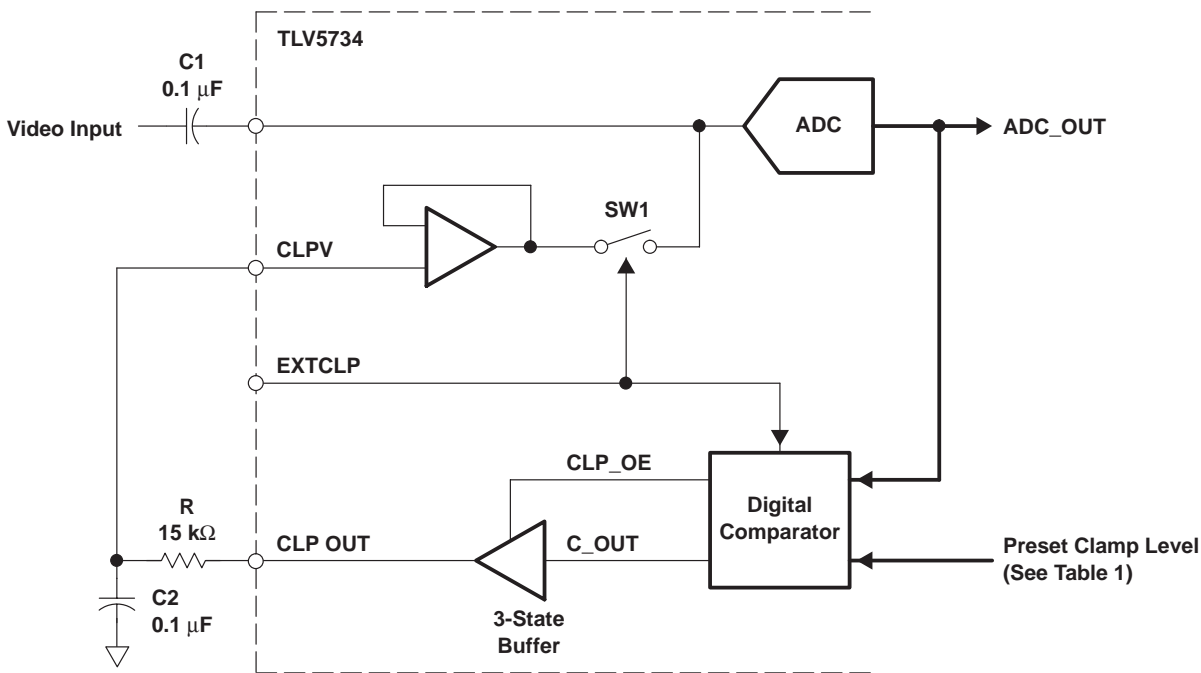 TLV5734
C1
0.1 μF
Video Input
ADC
ADC_OUT
SW1
CLPV
EXTCLP
CLP_OE
Digital
Comparator
R
15 kΩ
CLP OUT
C_OUT
Preset Clamp Level
(See Table 1)
C2
0.1 μF
3-State
Buffer